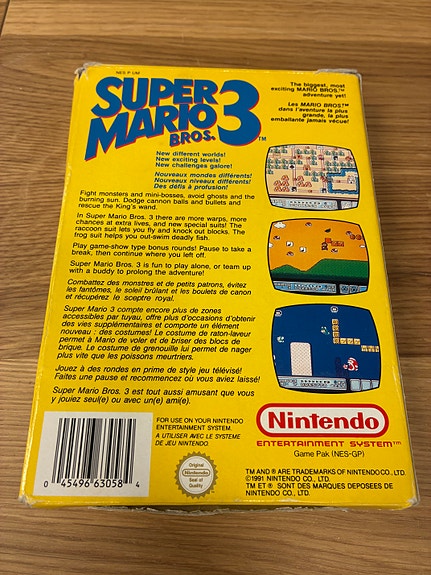 NES P UM
SUPER
MARIO
BROS. 3™
The biggest, most
exciting MARIO BROS.™
adventure yet!
Les MARIO BROS™
dans l'aventure la plus
grande, la plus
emballante jamais vécue!
New different worlds!
New exciting levels!
New challenges galore!
Nouveaux mondes différents!
Nouveaux niveaux différents!
Des défis à profusion!
Fight monsters and mini-bosses, avoid ghosts and the
burning sun. Dodge cannon balls and bullets and
rescue the King's wand.
In Super Mario Bros. 3 there are more warps, more
chances at extra lives, and new special suits! The
raccoon suit lets you fly and knock out blocks. The
frog suit helps you out-swim deadly fish.
Play game-show type bonus rounds! Pause to take a
break, then continue where you left off.
Super Mario Bros. 3 is fun to play alone, or team up
with a buddy to prolong the adventure!
Combattez des monstres et de petits patrons, évitez
les fantômes, le soleil brûlant et les boulets de canon
et récupérez le sceptre royal.
Super Mario Bros. 3 compte encore plus de zones
accessibles par tuyau, offre plus d'occasions d'obtenir
des vies supplémentaires et comporte un élément
nouveau : des costumes! Le costume de raton-laveur
permet à Mario de voler et de briser des blocs de
brique. Le costume de grenouille lui permet de nager
plus vite que les poissons meurtriers.
Jouez à des rondes en prime de style jeu télévisé!
Faites une pause et recommencez où vous aviez laissé!
Super Mario Bros. 3 est tout aussi amusant que vous
y jouiez seul(e) ou avec un(e) ami(e).
FOR USE ON YOUR NINTENDO
ENTERTAINMENT SYSTEM.
A UTILISER AVEC LE SYSTEME
DE JEU NINTENDO.
0 45496 63058 4
Original
Nintendo
Seal of
Quality
Nintendo®
ENTERTAINMENT SYSTEM™
Game Pak (NES-GP)
TM AND ® ARE TRADEMARKS OF NINTENDO CO., LTD.
©1991 NINTENDO CO., LTD.
TM ET ® SONT DES MARQUES DEPOSEES DE
NINTENDO CO., LTD.